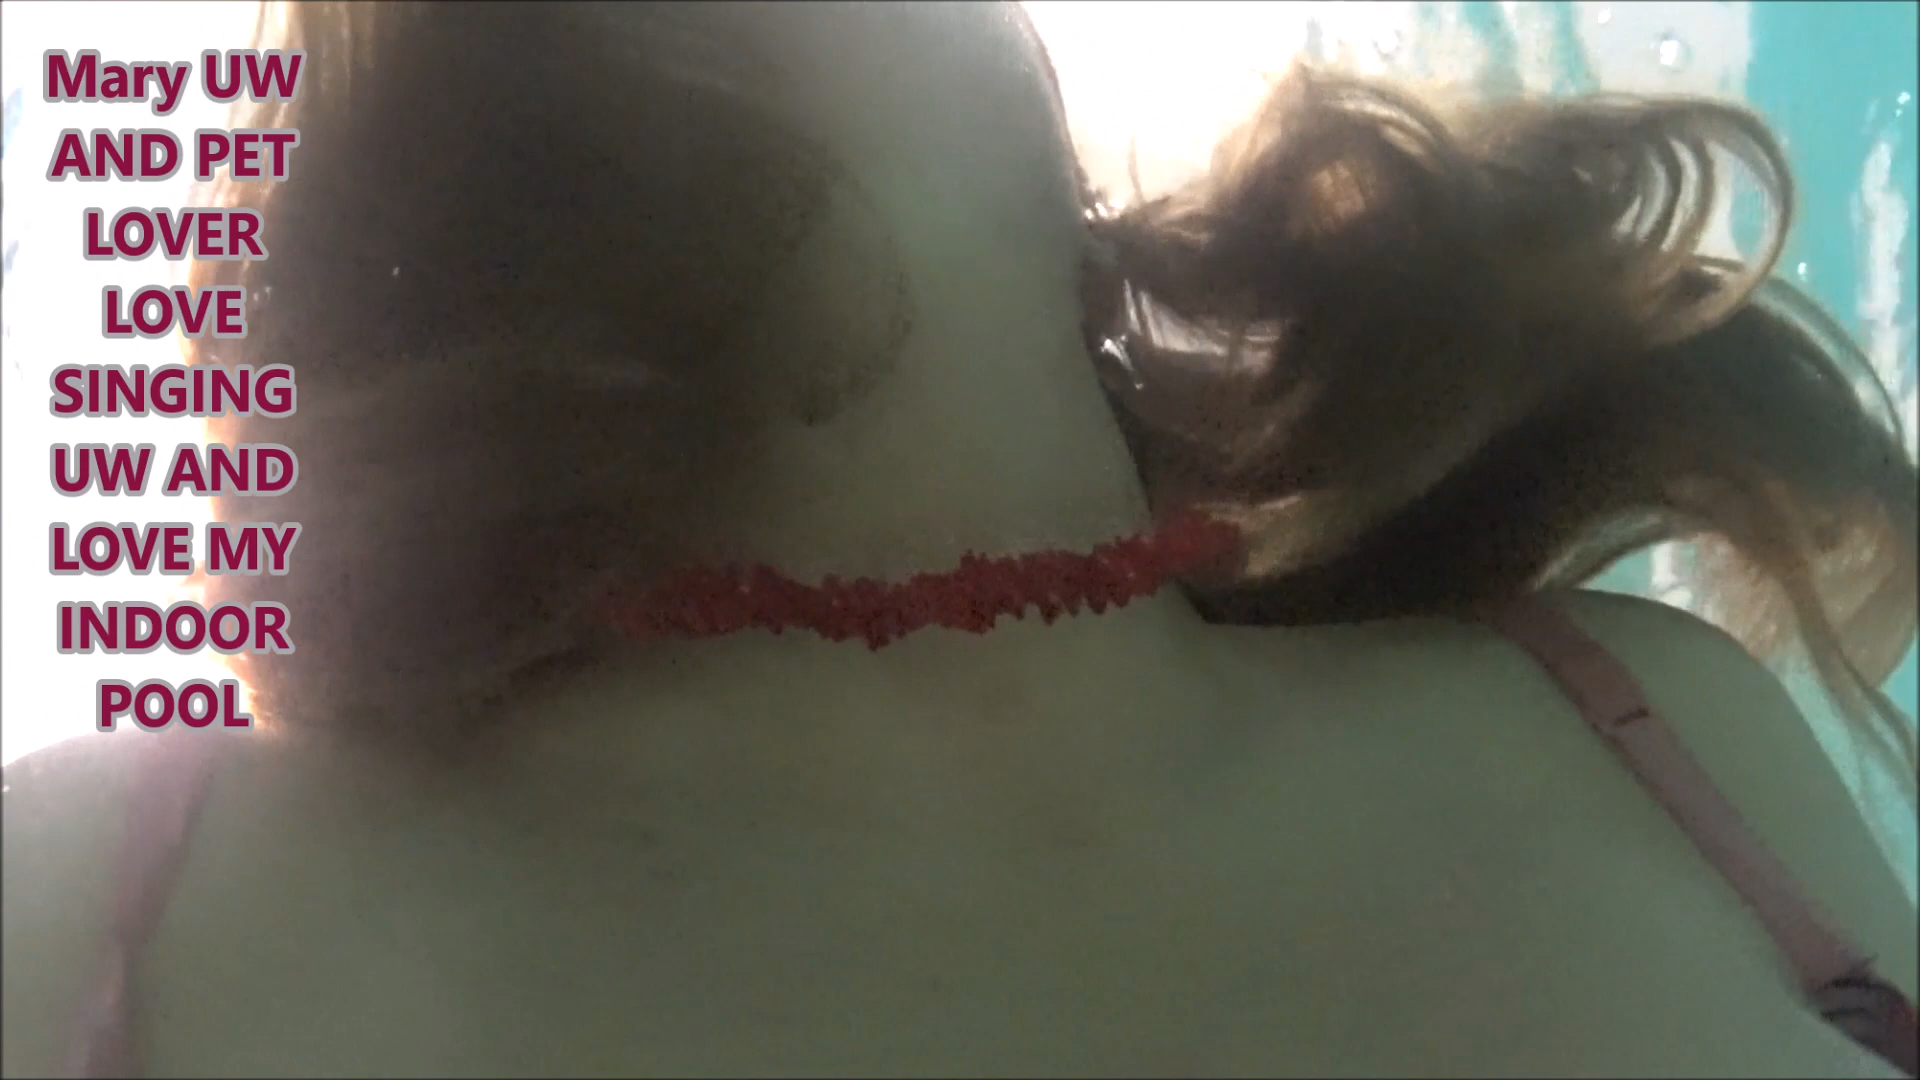 Mary UW
AND PET
LOVER
LOVE
SINGING
UW AND
LOVE MY
INDOOR
POOL